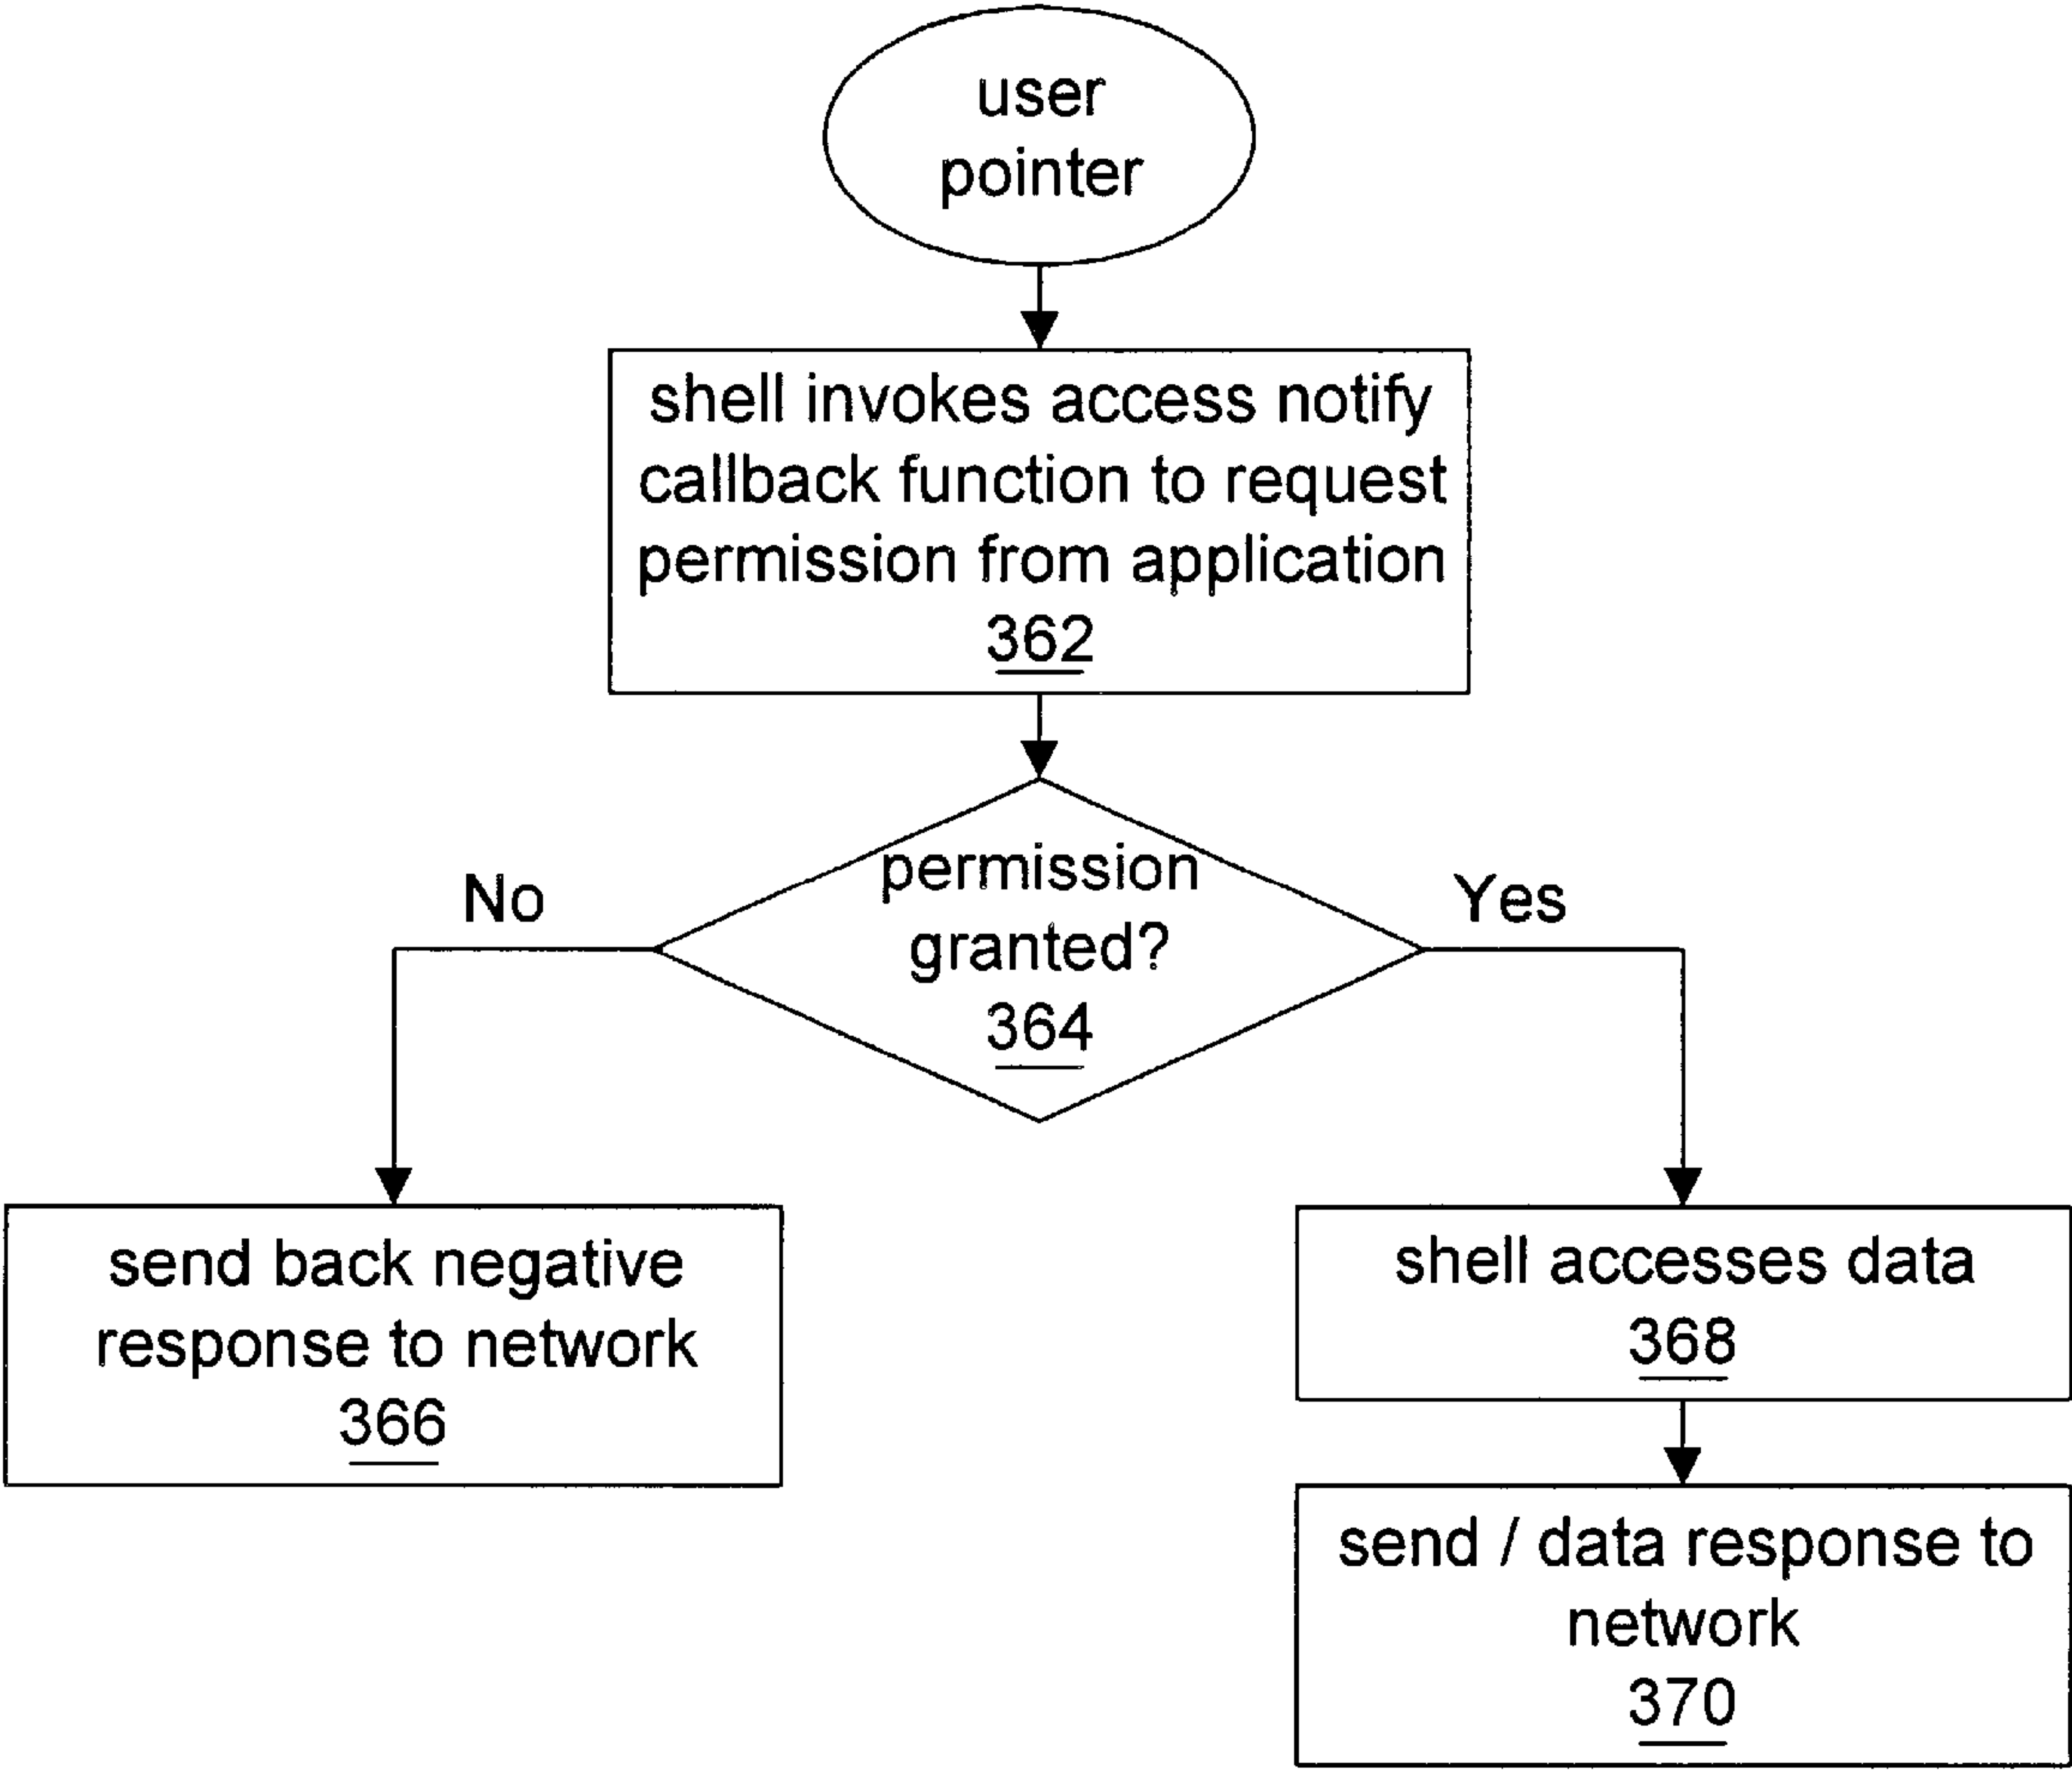 user
pointer
shell invokes access notify
callback function to request
permission from application
362
permission
granted?
364
No
Yes
send back negative
response to network
366
shell accesses data
368
send / data response to
network
370